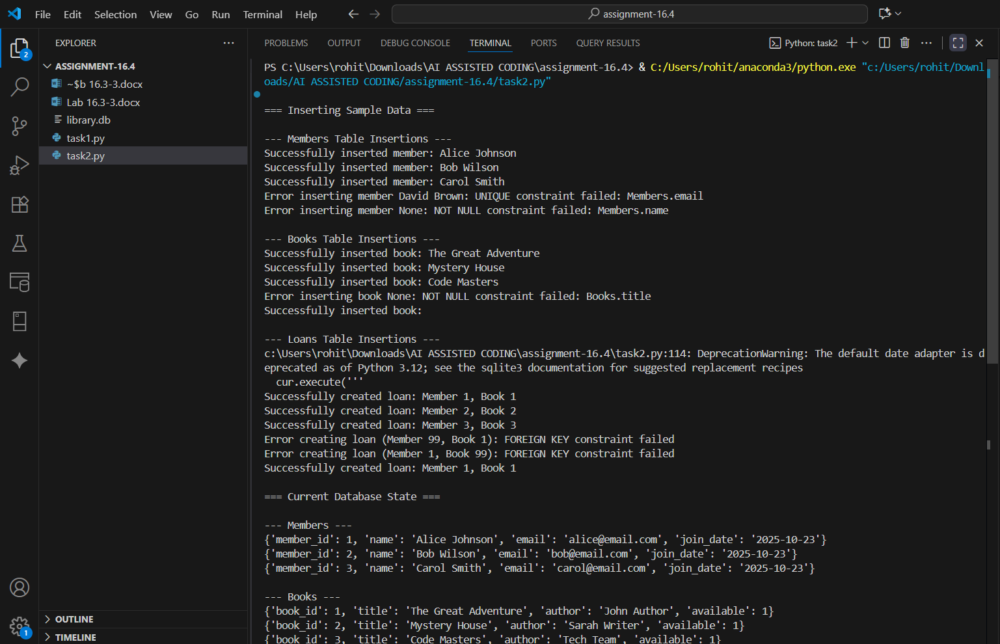 File Edit Selection View Go Run Terminal Help
assignment-16.4
EXPLORER
ASSIGNMENT-16.4
~$b 16.3-3.docx
Lab 16.3-3.docx
library.db
task1.py
task2.py
OUTLINE
TIMELINE
2
1
PROBLEMS OUTPUT DEBUG CONSOLE TERMINAL PORTS QUERY RESULTS
Python: task2
PS C:\Users\rohit\Downloads\AI ASSISTED CODING\assignment-16.4> & C:/Users/rohit/anaconda3/python.exe "c:/Users/rohit/Downl
oads/AI ASSISTED CODING/assignment-16.4/task2.py"
=== Inserting Sample Data ===
--- Members Table Insertions ---
Successfully inserted member: Alice Johnson
Successfully inserted member: Bob Wilson
Successfully inserted member: Carol Smith
Error inserting member David Brown: UNIQUE constraint failed: Members.email
Error inserting member None: NOT NULL constraint failed: Members.name
--- Books Table Insertions ---
Successfully inserted book: The Great Adventure
Successfully inserted book: Mystery House
Successfully inserted book: Code Masters
Error inserting book None: NOT NULL constraint failed: Books.title
Successfully inserted book:
--- Loans Table Insertions ---
c:\Users\rohit\Downloads\AI ASSISTED CODING\assignment-16.4\task2.py:114: DeprecationWarning: The default date adapter is d
eprecated as of Python 3.12; see the sqlite3 documentation for suggested replacement recipes
cur.execute('''
Successfully created loan: Member 1, Book 1
Successfully created loan: Member 2, Book 2
Successfully created loan: Member 3, Book 3
Error creating loan (Member 99, Book 1): FOREIGN KEY constraint failed
Error creating loan (Member 1, Book 99): FOREIGN KEY constraint failed
Successfully created loan: Member 1, Book 1
=== Current Database State ===
--- Members ---
{'member_id': 1, 'name': 'Alice Johnson', 'email': 'alice@email.com', 'join_date': '2025-10-23'}
{'member_id': 2, 'name': 'Bob Wilson', 'email': 'bob@email.com', 'join_date': '2025-10-23'}
{'member_id': 3, 'name': 'Carol Smith', 'email': 'carol@email.com', 'join_date': '2025-10-23'}
--- Books ---
{'book_id': 1, 'title': 'The Great Adventure', 'author': 'John Author', 'available': 1}
{'book_id': 2, 'title': 'Mystery House', 'author': 'Sarah Writer', 'available': 1}
{'book_id': 3, 'title': 'Code Masters', 'author': 'Tech Team', 'available': 1}